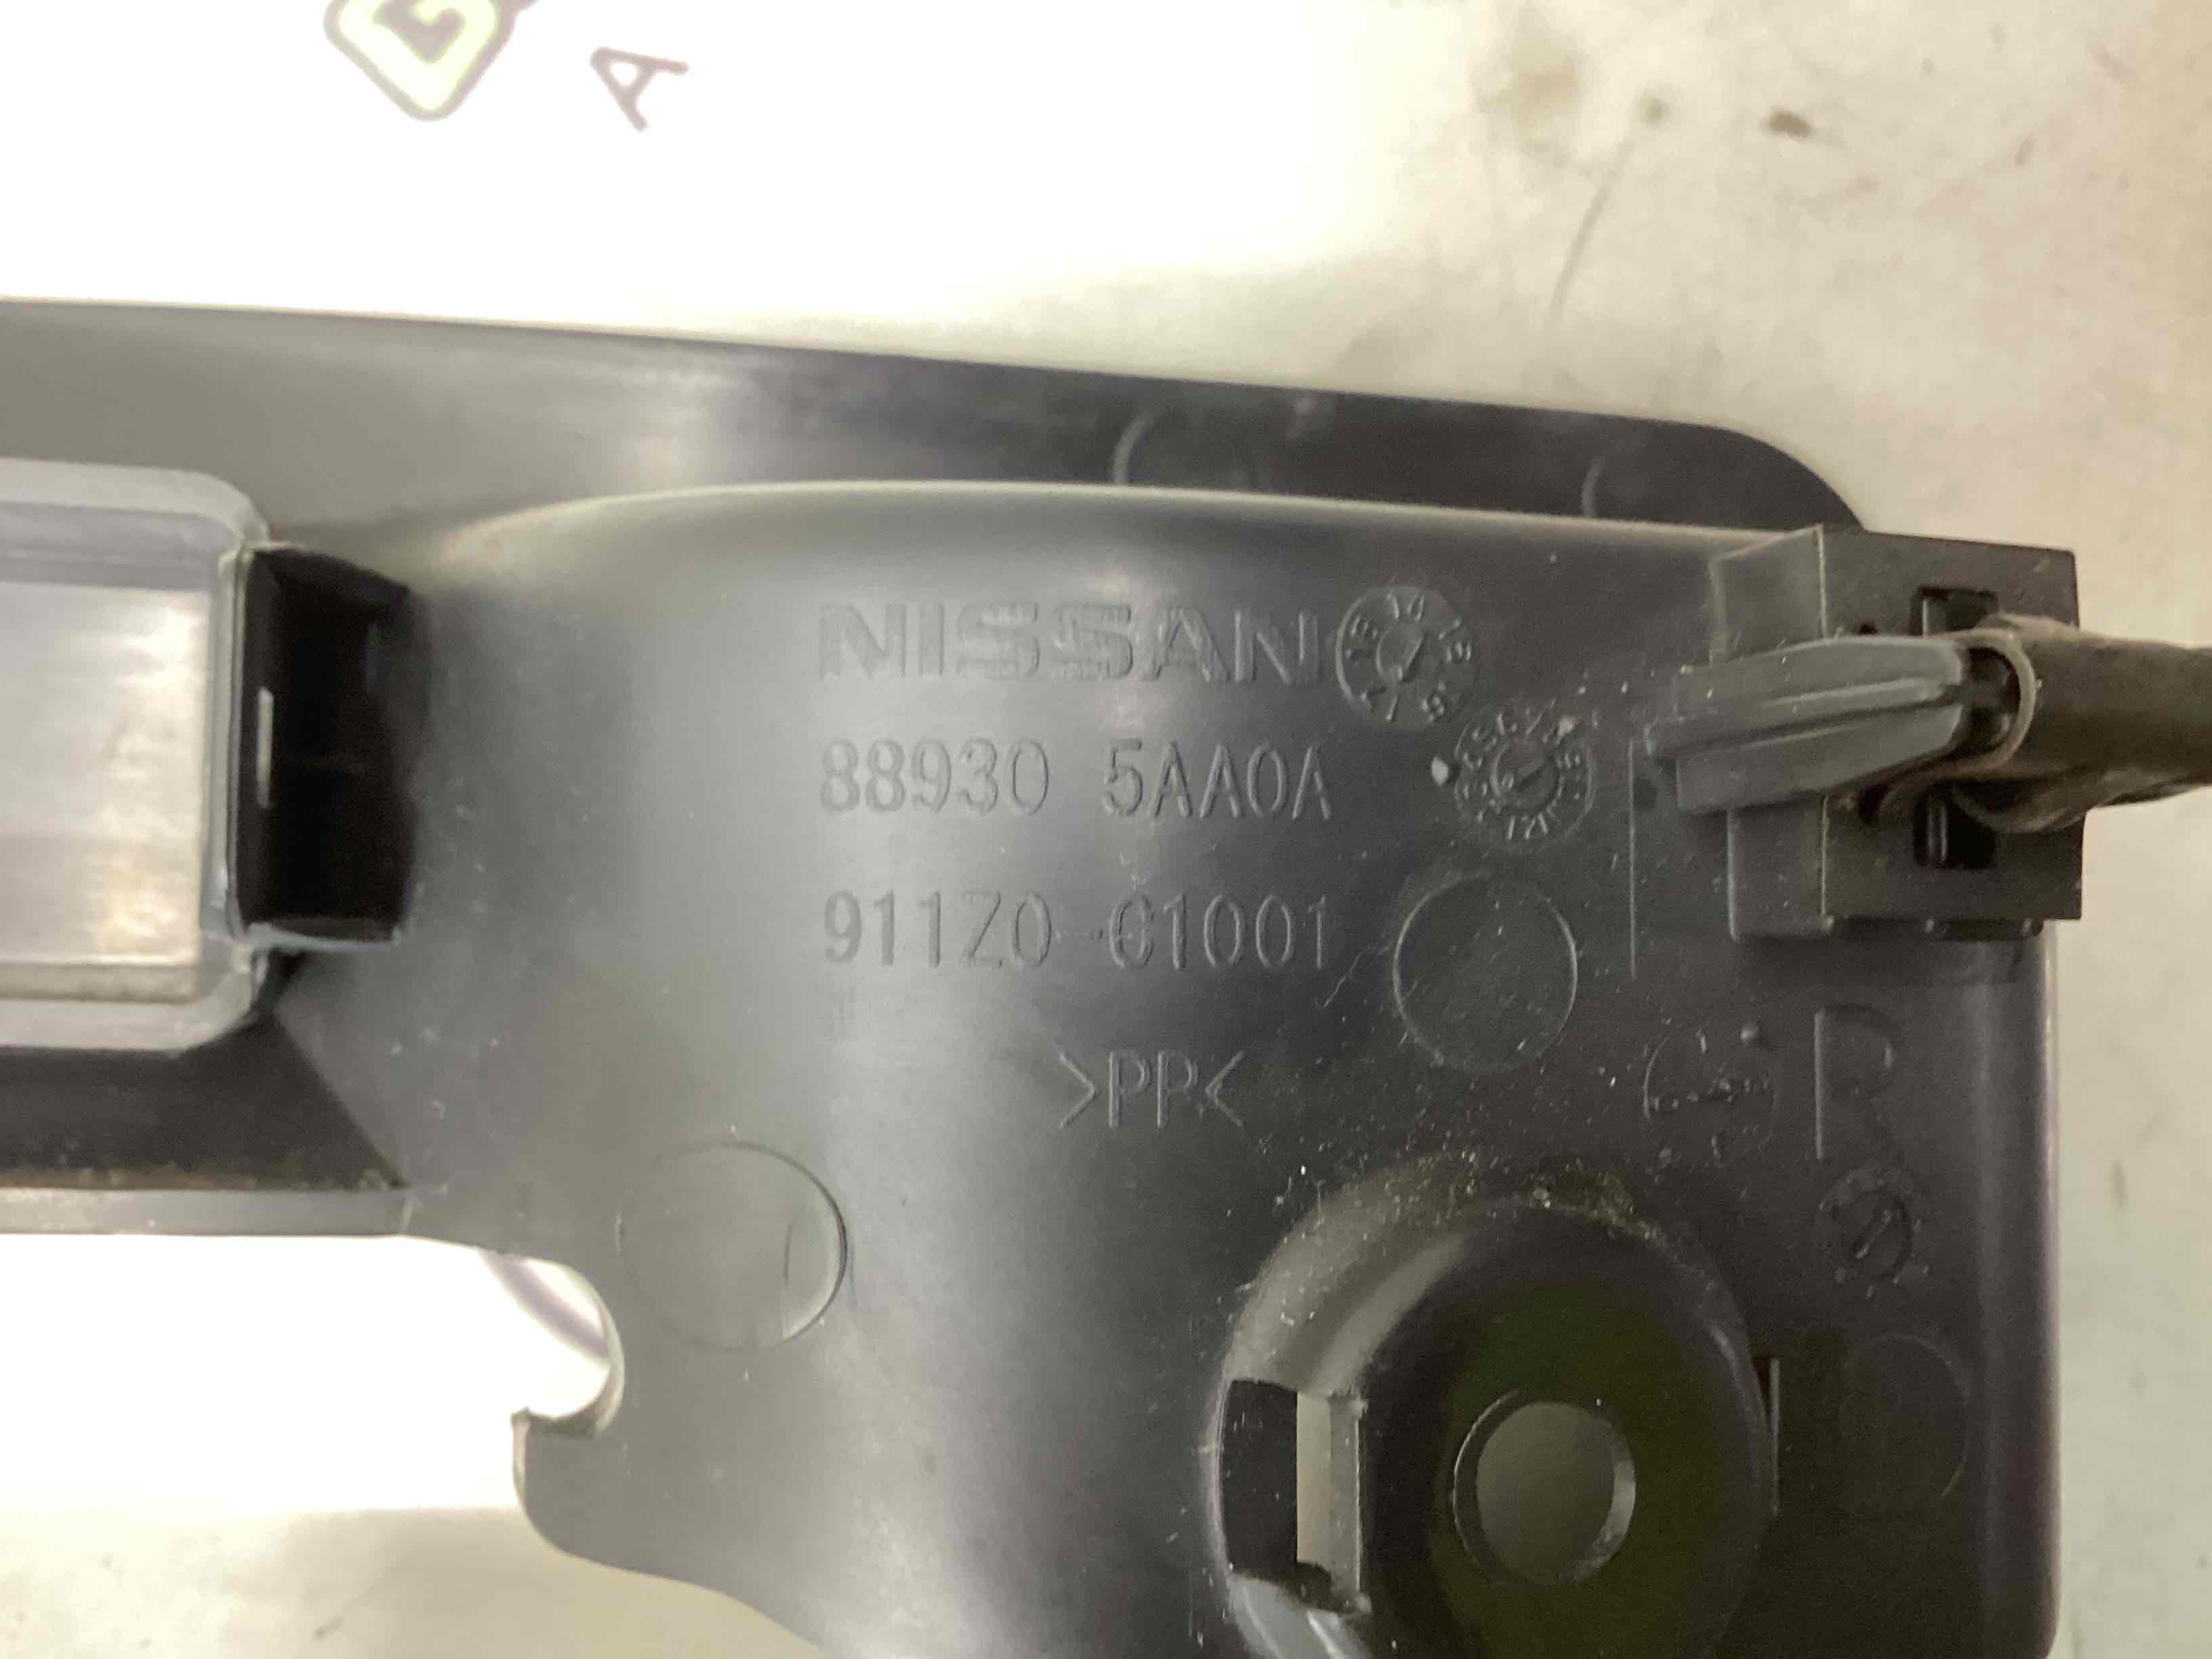 A
NISSAN
88930 5AA0A
911Z0-C1001
>PP<
R